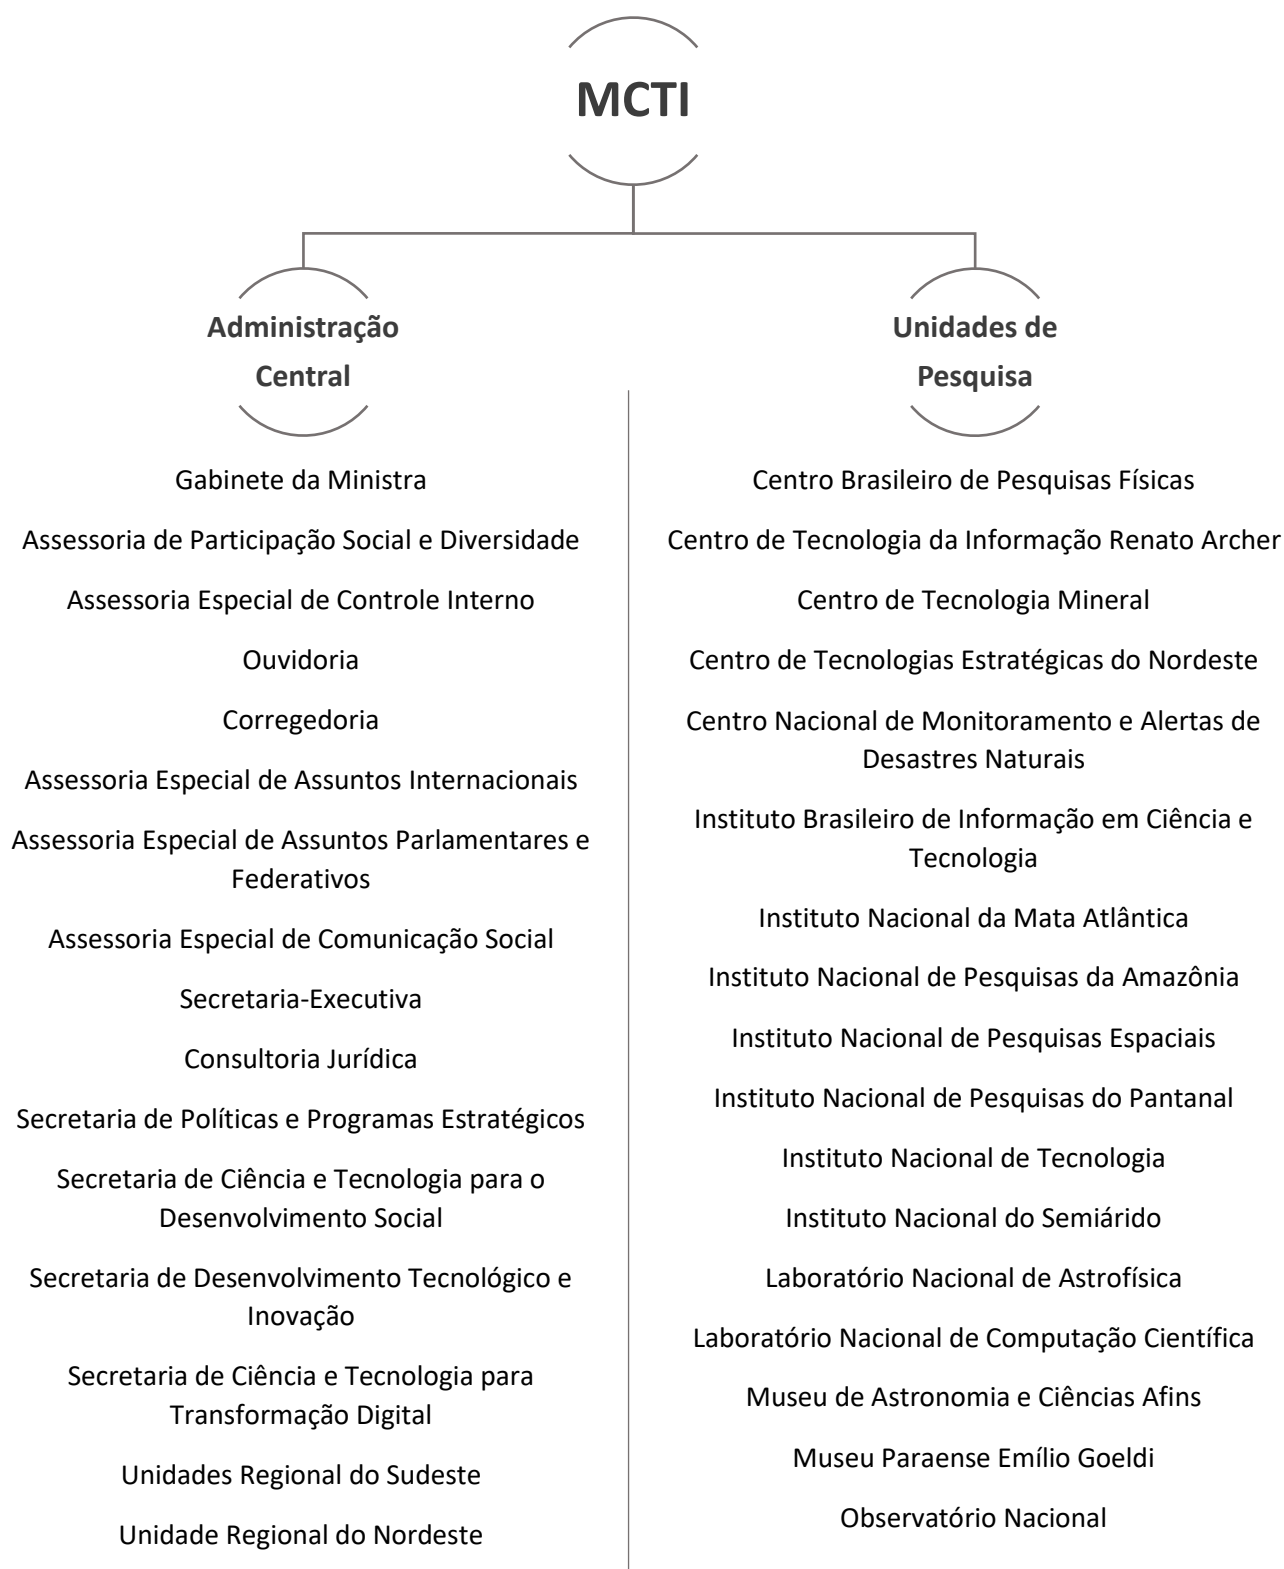 MCTI
Administração
Central
Gabinete da Ministra
Assessoria de Participação Social e Diversidade
Assessoria Especial de Controle Interno
Ouvidoria
Corregedoria
Assessoria Especial de Assuntos Internacionais
Assessoria Especial de Assuntos Parlamentares e
Federativos
Assessoria Especial de Comunicação Social
Secretaria-Executiva
Consultoria Jurídica
Secretaria de Políticas e Programas Estratégicos
Secretaria de Ciência e Tecnologia para o
Desenvolvimento Social
Secretaria de Desenvolvimento Tecnológico e
Inovação
Secretaria de Ciência e Tecnologia para
Transformação Digital
Unidades Regional do Sudeste
Unidade Regional do Nordeste
Unidades de
Pesquisa
Centro Brasileiro de Pesquisas Físicas
Centro de Tecnologia da Informação Renato Archer
Centro de Tecnologia Mineral
Centro de Tecnologias Estratégicas do Nordeste
Centro Nacional de Monitoramento e Alertas de
Desastres Naturais
Instituto Brasileiro de Informação em Ciência e
Tecnologia
Instituto Nacional da Mata Atlântica
Instituto Nacional de Pesquisas da Amazônia
Instituto Nacional de Pesquisas Espaciais
Instituto Nacional de Pesquisas do Pantanal
Instituto Nacional de Tecnologia
Instituto Nacional do Semiárido
Laboratório Nacional de Astrofísica
Laboratório Nacional de Computação Científica
Museu de Astronomia e Ciências Afins
Museu Paraense Emílio Goeldi
Observatório Nacional